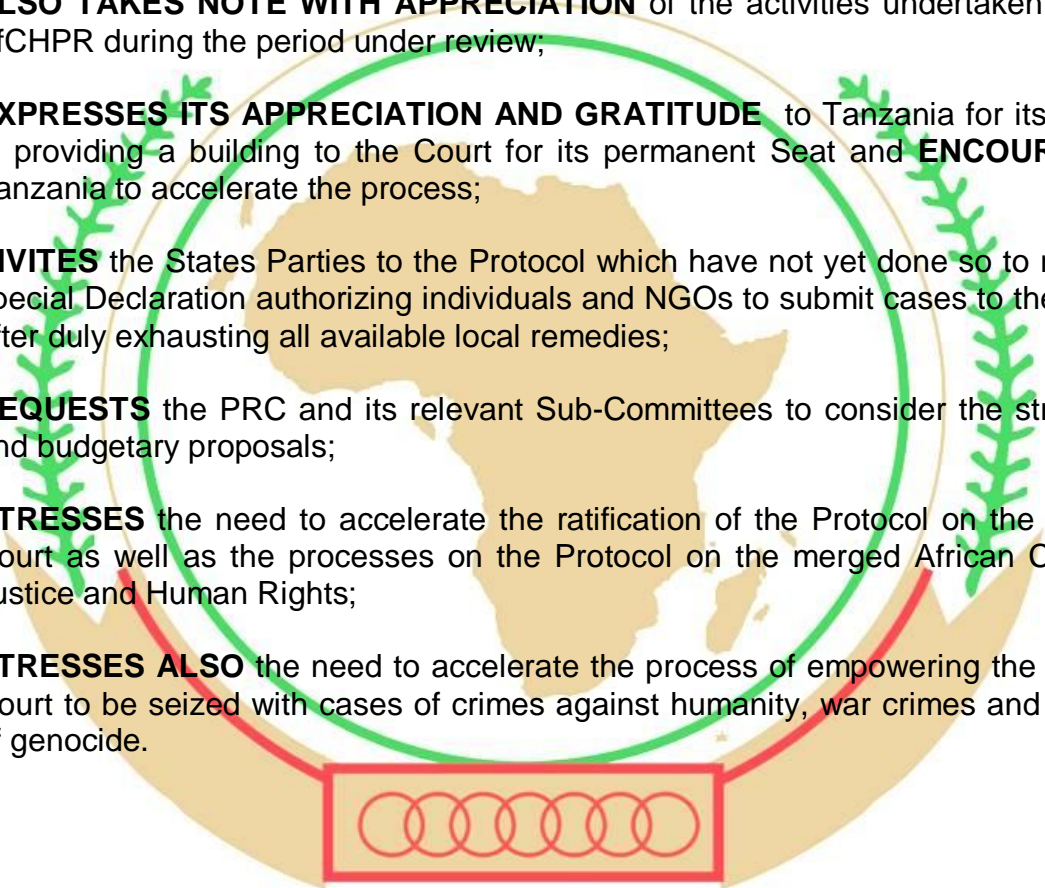 LSO TAKES NOTE WITH APPRECIATION of the activities undertaken
fCHPR during the period under review;
XPRESSES ITS APPRECIATION AND GRATITUDE to Tanzania for its
providing a building to the Court for its permanent Seat and ENCOUR
anzania to accelerate the process;
VITES the States Parties to the Protocol which have not yet done so to
pecial Declaration authorizing individuals and NGOs to submit cases to the
fter duly exhausting all available local remedies;
EQUESTS the PRC and its relevant Sub-Committees to consider the str
nd budgetary proposals;
TRESSES the need to accelerate the ratification of the Protocol on the
ourt as well as the processes on the Protocol on the merged African C
ustice and Human Rights;
TRESSES ALSO the need to accelerate the process of empowering the
ourt to be seized with cases of crimes against humanity, war crimes and
f genocide.